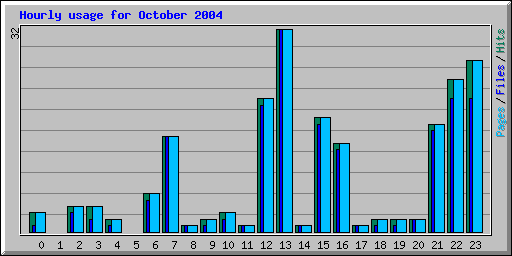 Hourly usage for October 2004
32
Pages/Files/Hits
0 1 2 3 4 5 6 7 8 9 10 11 12 13 14 15 16 17 18 19 20 21 22 23